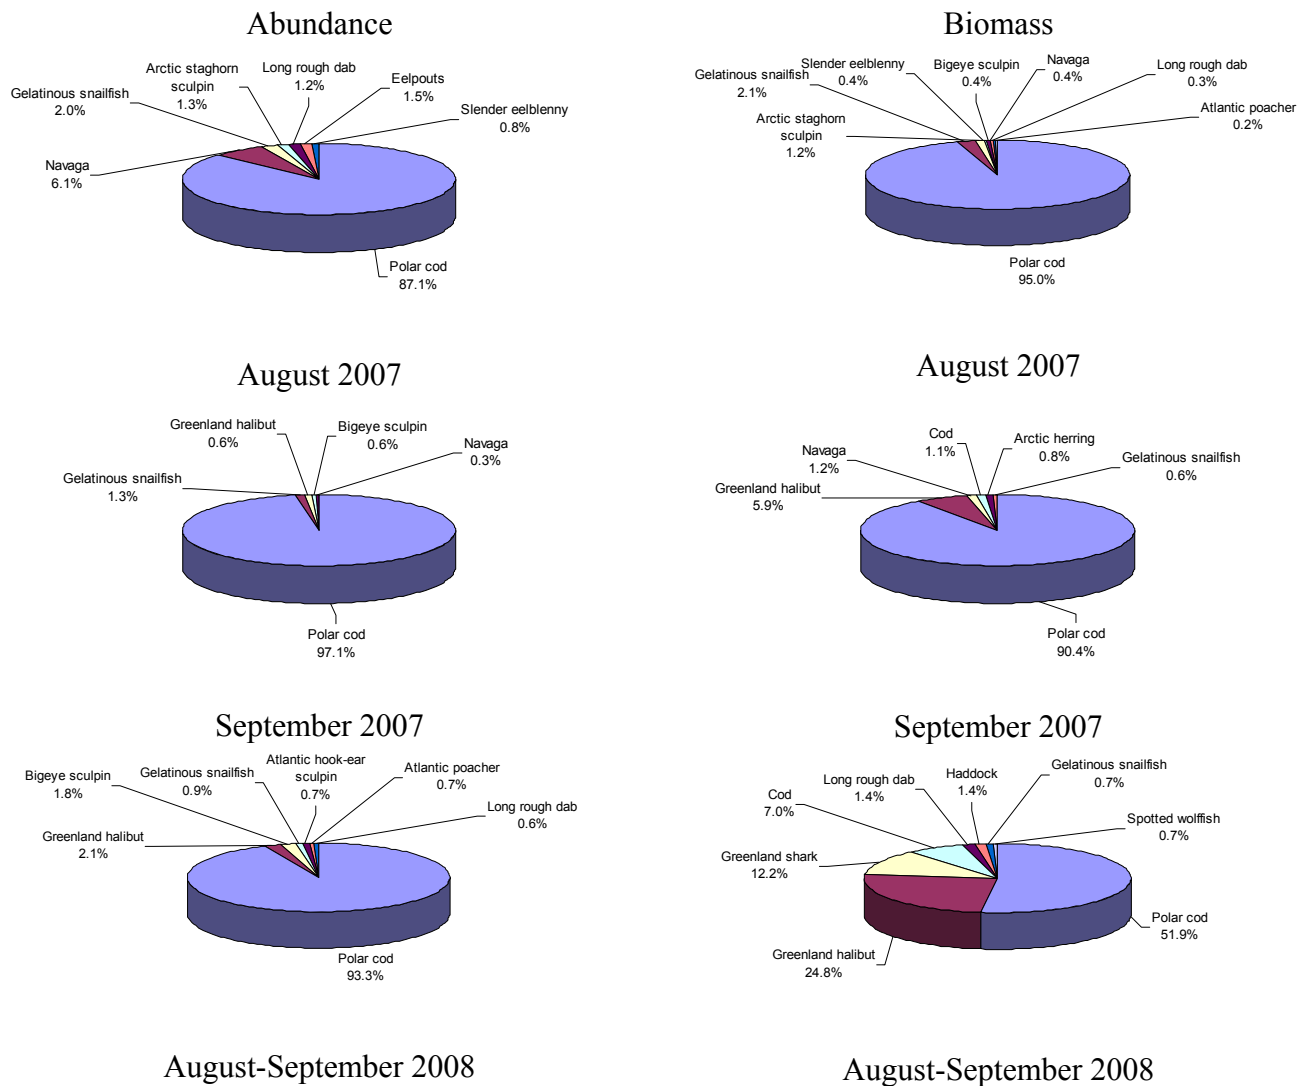 Abundance
Biomass
Arctic staghorn
sculpin
1.3%
Long rough dab
1.2%
Eelpouts
1.5%
Gelatinous snailfish
2.0%
Slender eelblenny
0.8%
Navaga
6.1%
Polar cod
87.1%
Slender eelblenny
0.4%
Bigeye sculpin
0.4%
Navaga
0.4%
Long rough dab
0.3%
Gelatinous snailfish
2.1%
Atlantic poacher
0.2%
Arctic staghorn
sculpin
1.2%
Polar cod
95.0%
August 2007
August 2007
Greenland halibut
0.6%
Bigeye sculpin
0.6%
Navaga
0.3%
Gelatinous snailfish
1.3%
Polar cod
97.1%
Cod
1.1%
Arctic herring
0.8%
Navaga
1.2%
Gelatinous snailfish
0.6%
Greenland halibut
5.9%
Polar cod
90.4%
September 2007
September 2007
Bigeye sculpin
1.8%
Gelatinous snailfish
0.9%
Atlantic hook-ear
sculpin
0.7%
Atlantic poacher
0.7%
Long rough dab
0.6%
Greenland halibut
2.1%
Polar cod
93.3%
Gelatinous snailfish
0.7%
Haddock
1.4%
Long rough dab
1.4%
Cod
7.0%
Spotted wolffish
0.7%
Greenland shark
12.2%
Polar cod
51.9%
Greenland halibut
24.8%
August-September 2008
August-September 2008